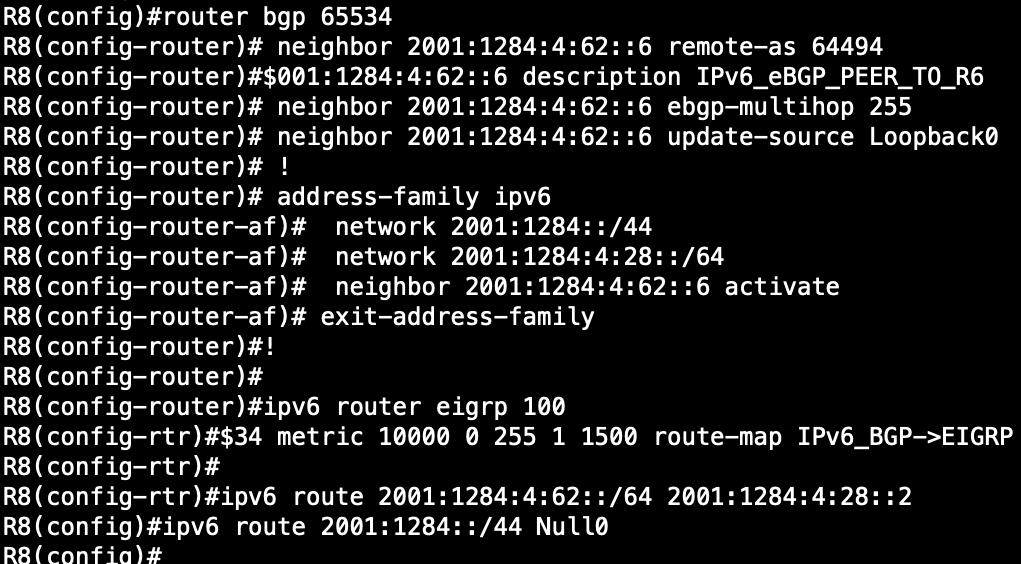 R8(config)#router bgp 65534
R8(config-router)# neighbor 2001:1284:4:62::6 remote-as 64494
R8(config-router)#$001:1284:4:62::6 description IPv6_eBGP_PEER_TO_R6
R8(config-router)# neighbor 2001:1284:4:62::6 ebgp-multihop 255
R8(config-router)# neighbor 2001:1284:4:62::6 update-source Loopback0
R8(config-router)# !
R8(config-router)# address-family ipv6
R8(config-router-af)#  network 2001:1284::/44
R8(config-router-af)#  network 2001:1284:4:28::/64
R8(config-router-af)#  neighbor 2001:1284:4:62::6 activate
R8(config-router-af)# exit-address-family
R8(config-router)#!
R8(config-router)#
R8(config-router)#ipv6 router eigrp 100
R8(config-rtr)#$34 metric 10000 0 255 1 1500 route-map IPv6_BGP->EIGRP
R8(config-rtr)#
R8(config-rtr)#ipv6 route 2001:1284:4:62::/64 2001:1284:4:28::2
R8(config)#ipv6 route 2001:1284::/44 Null0
R8(config)#